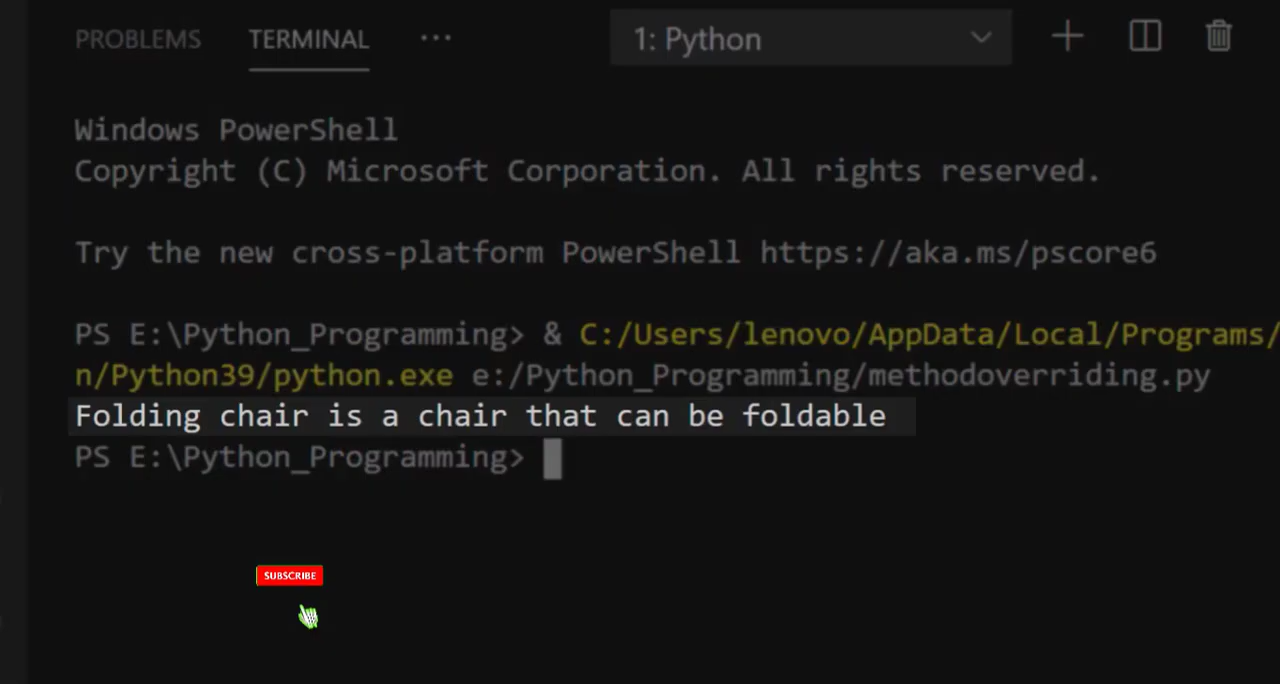 PROBLEMS TERMINAL ... 1: Python
Windows PowerShell
Copyright (C) Microsoft Corporation. All rights reserved.
Try the new cross-platform PowerShell https://aka.ms/pscore6
PS E:\Python_Programming> & C:/Users/lenovo/AppData/Local/Programs/
n/Python39/python.exe e:/Python_Programming/methodoverriding.py
Folding chair is a chair that can be foldable
PS E:\Python_Programming>
SUBSCRIBE